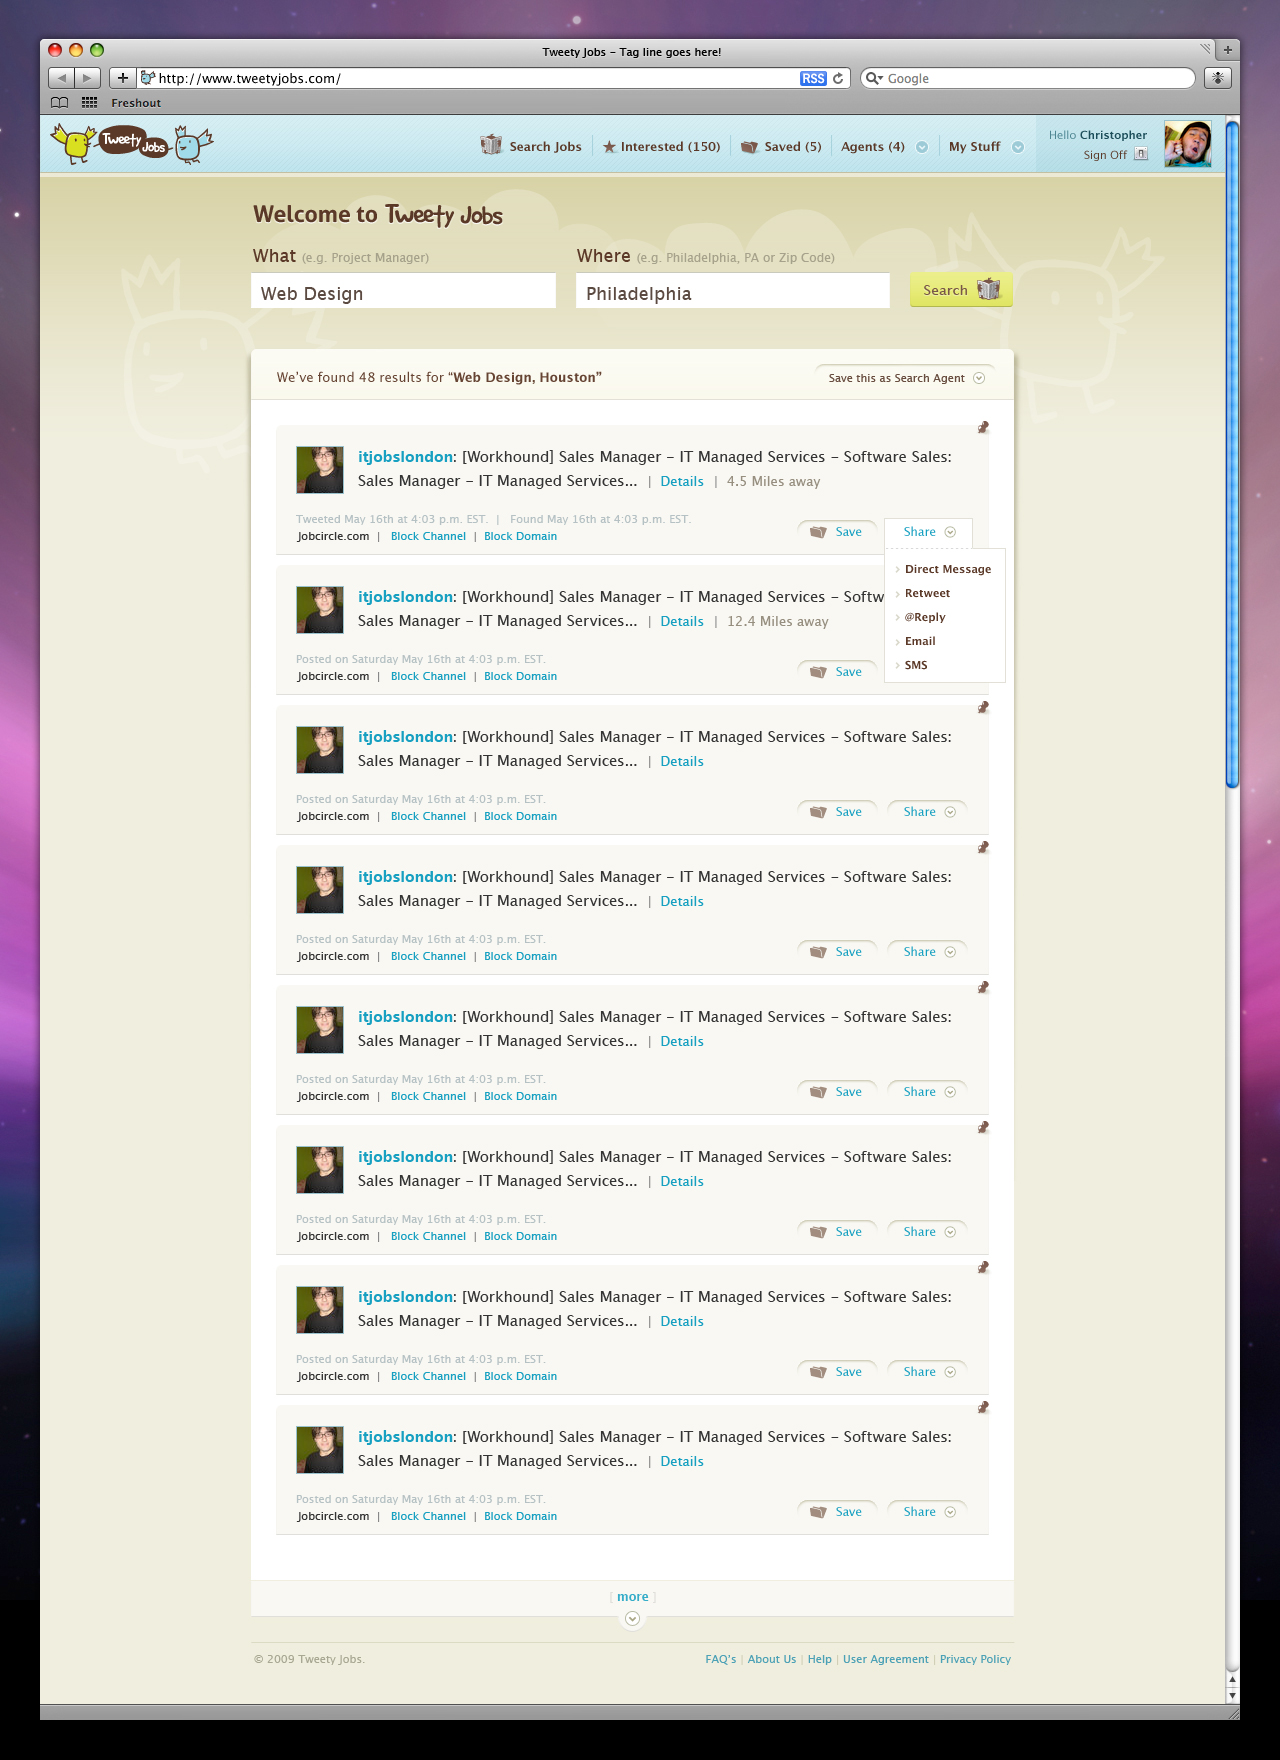 Tweety Jobs – Tag line goes here!
http://www.tweetyjobs.com/
RSS
Google
Freshout
Tweety Jobs
Search Jobs
Interested (150)
Saved (5)
Agents (4)
My Stuff
Hello Christopher
Sign Off
Welcome to Tweety Jobs
What (e.g. Project Manager)
Where (e.g. Philadelphia, PA or Zip Code)
Web Design
Philadelphia
Search
We've found 48 results for “Web Design, Houston”
Save this as Search Agent
itjobslondon: [Workhound] Sales Manager – IT Managed Services – Software Sales:
Sales Manager – IT Managed Services... | Details | 4.5 Miles away
Tweeted May 16th at 4:03 p.m. EST. | Found May 16th at 4:03 p.m. EST.
Jobcircle.com | Block Channel | Block Domain
Save
Share
Direct Message
Retweet
@Reply
Email
SMS
itjobslondon: [Workhound] Sales Manager – IT Managed Services – Softw
Sales Manager – IT Managed Services... | Details | 12.4 Miles away
Posted on Saturday May 16th at 4:03 p.m. EST.
Jobcircle.com | Block Channel | Block Domain
Save
itjobslondon: [Workhound] Sales Manager – IT Managed Services – Software Sales:
Sales Manager – IT Managed Services... | Details
Posted on Saturday May 16th at 4:03 p.m. EST.
Jobcircle.com | Block Channel | Block Domain
Save
Share
itjobslondon: [Workhound] Sales Manager – IT Managed Services – Software Sales:
Sales Manager – IT Managed Services... | Details
Posted on Saturday May 16th at 4:03 p.m. EST.
Jobcircle.com | Block Channel | Block Domain
Save
Share
itjobslondon: [Workhound] Sales Manager – IT Managed Services – Software Sales:
Sales Manager – IT Managed Services... | Details
Posted on Saturday May 16th at 4:03 p.m. EST.
Jobcircle.com | Block Channel | Block Domain
Save
Share
itjobslondon: [Workhound] Sales Manager – IT Managed Services – Software Sales:
Sales Manager – IT Managed Services... | Details
Posted on Saturday May 16th at 4:03 p.m. EST.
Jobcircle.com | Block Channel | Block Domain
Save
Share
itjobslondon: [Workhound] Sales Manager – IT Managed Services – Software Sales:
Sales Manager – IT Managed Services... | Details
Posted on Saturday May 16th at 4:03 p.m. EST.
Jobcircle.com | Block Channel | Block Domain
Save
Share
itjobslondon: [Workhound] Sales Manager – IT Managed Services – Software Sales:
Sales Manager – IT Managed Services... | Details
Posted on Saturday May 16th at 4:03 p.m. EST.
Jobcircle.com | Block Channel | Block Domain
Save
Share
[ more ]
© 2009 Tweety Jobs.
FAQ's | About Us | Help | User Agreement | Privacy Policy